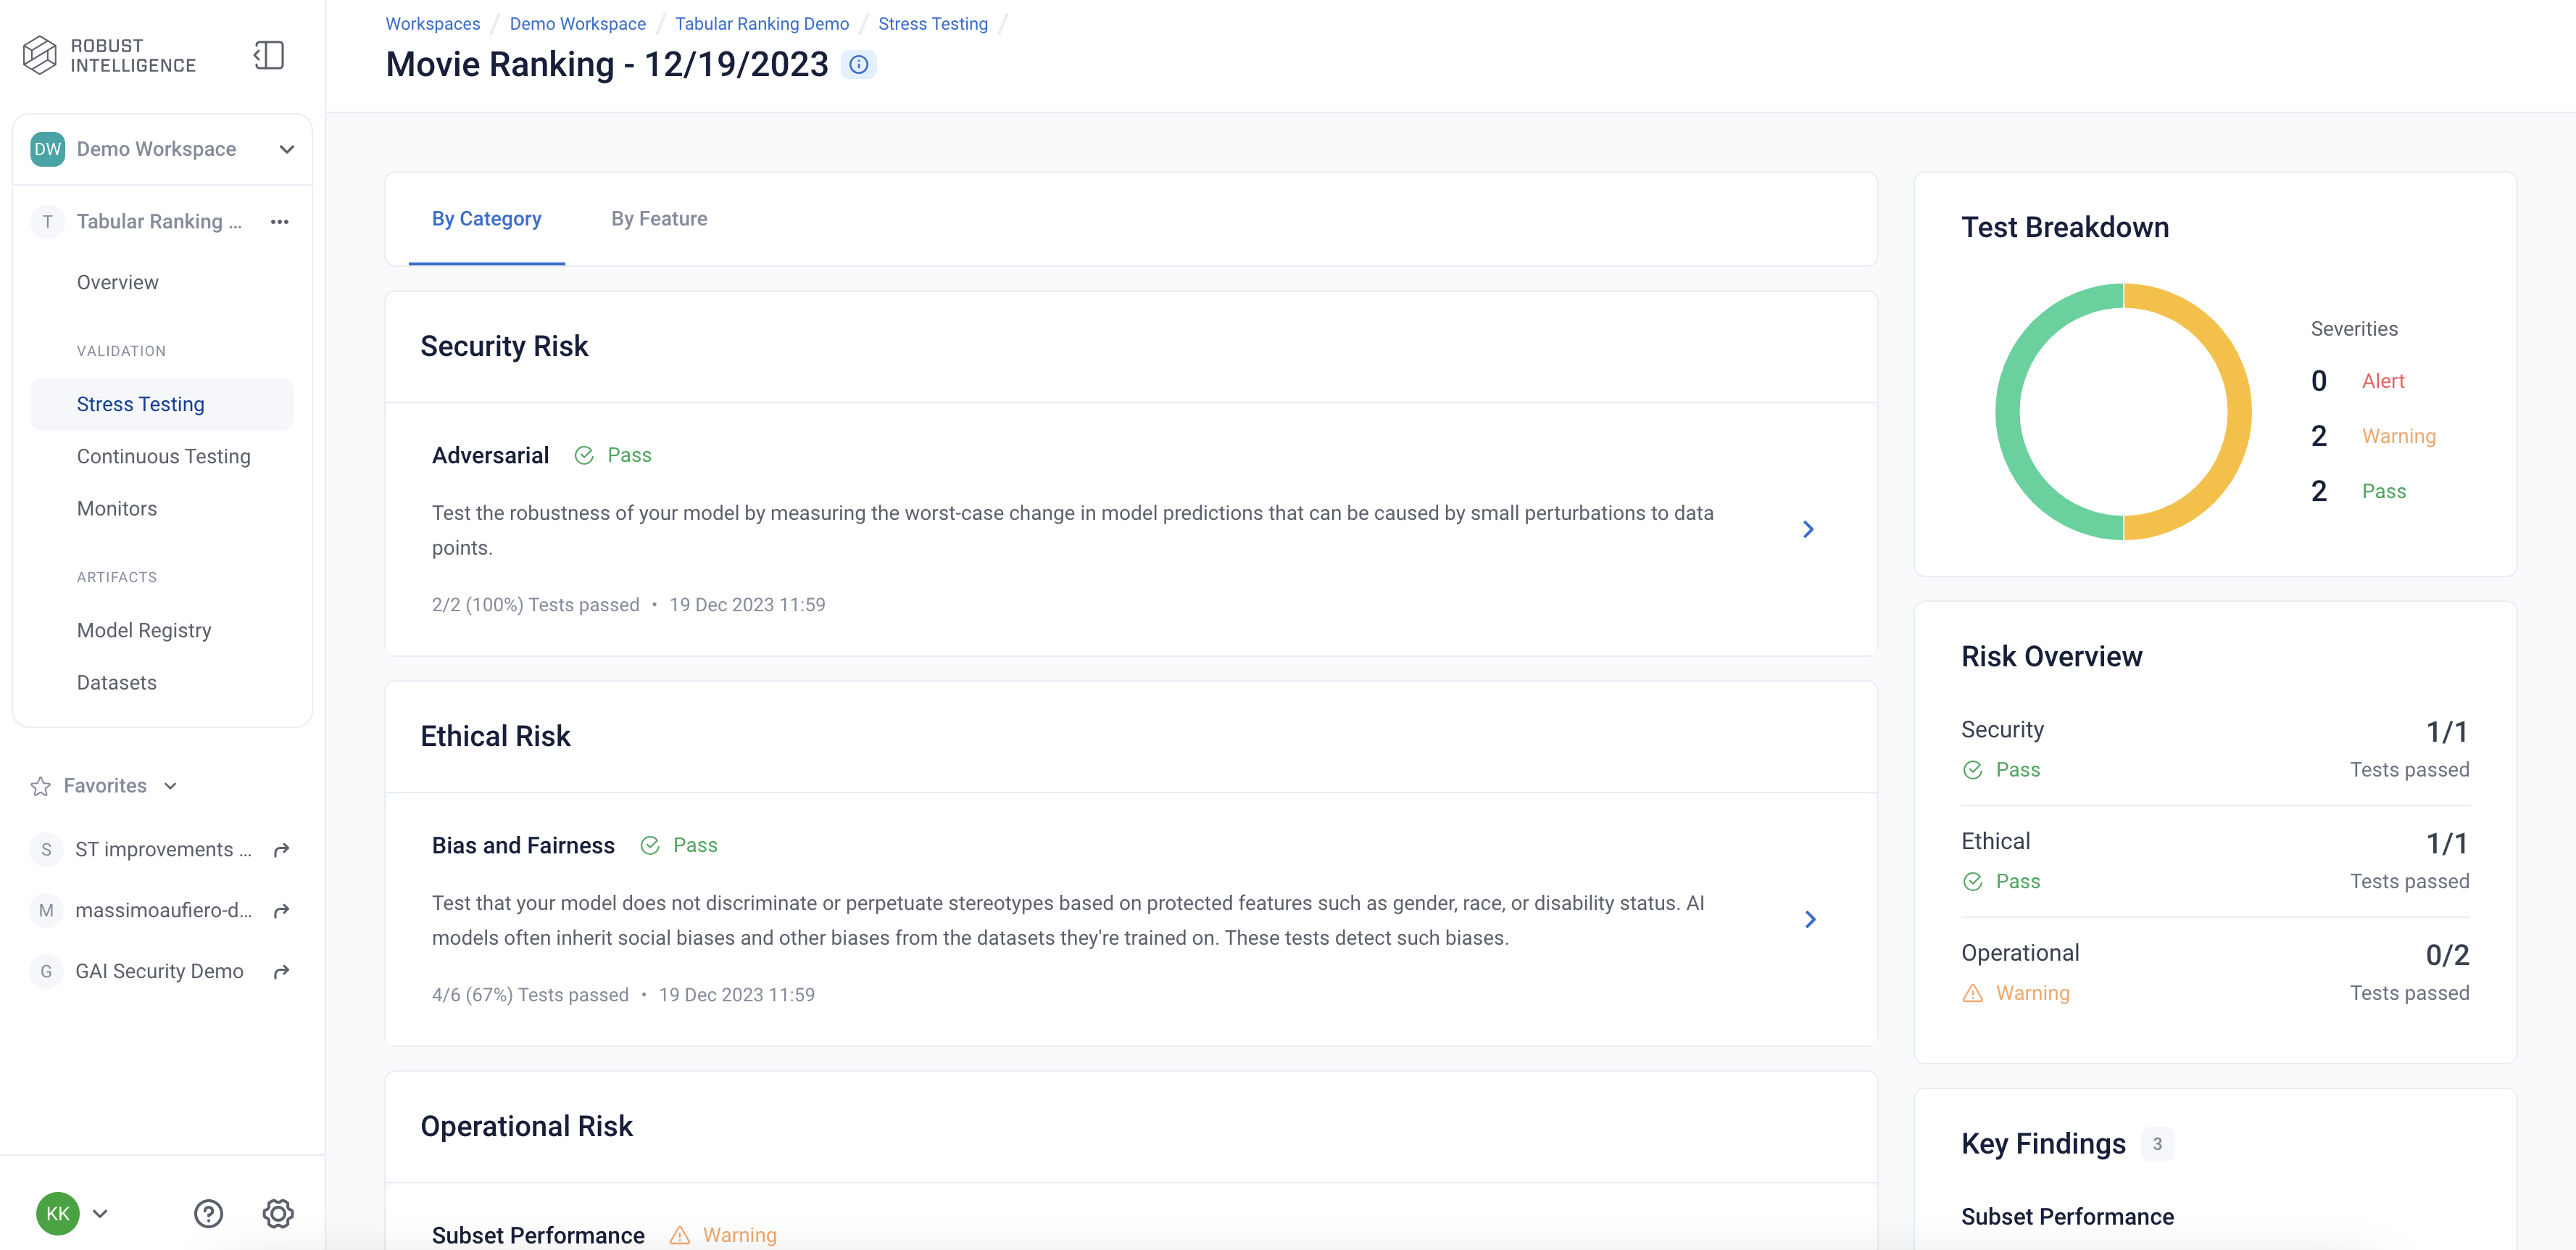 ROBUST
INTELLIGENCE
DW Demo Workspace
T Tabular Ranking ...
Overview
VALIDATION
Stress Testing
Continuous Testing
Monitors
ARTIFACTS
Model Registry
Datasets
Favorites
S ST improvements ...
M massimoaufiero-d...
G GAI Security Demo
KK
Workspaces / Demo Workspace / Tabular Ranking Demo / Stress Testing /
Movie Ranking - 12/19/2023
By Category By Feature
Security Risk
Adversarial Pass
Test the robustness of your model by measuring the worst-case change in model predictions that can be caused by small perturbations to data
points.
2/2 (100%) Tests passed • 19 Dec 2023 11:59
Ethical Risk
Bias and Fairness Pass
Test that your model does not discriminate or perpetuate stereotypes based on protected features such as gender, race, or disability status. AI
models often inherit social biases and other biases from the datasets they're trained on. These tests detect such biases.
4/6 (67%) Tests passed • 19 Dec 2023 11:59
Operational Risk
Subset Performance Warning
Test Breakdown
Severities
0 Alert
2 Warning
2 Pass
Risk Overview
Security 1/1
Pass Tests passed
Ethical 1/1
Pass Tests passed
Operational 0/2
Warning Tests passed
Key Findings 3
Subset Performance